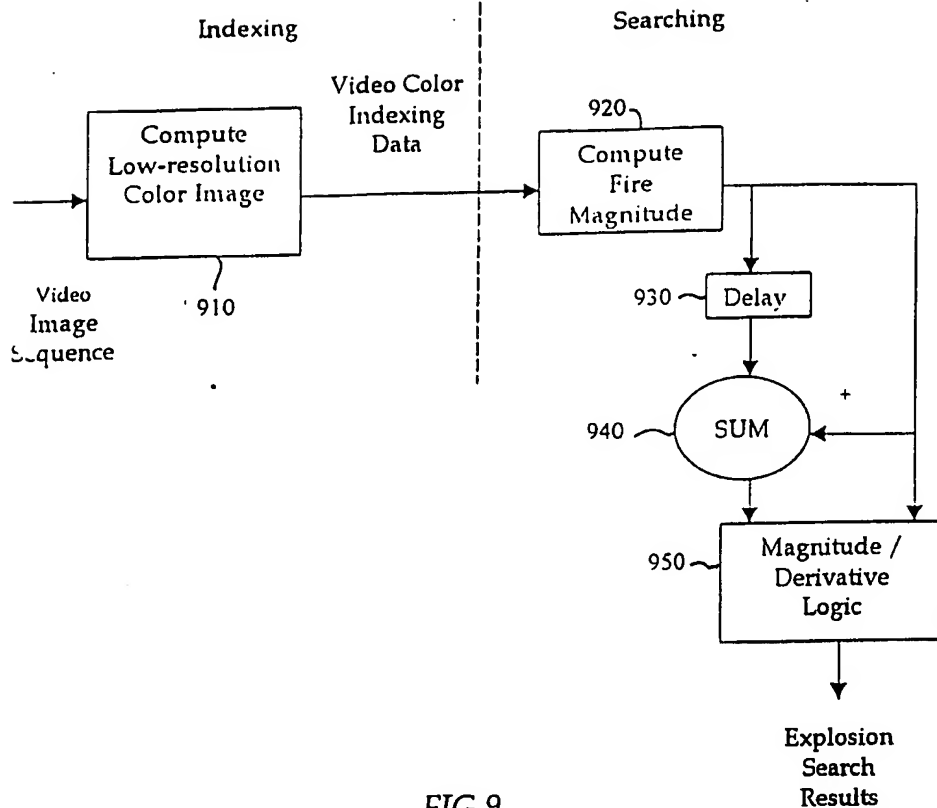 Indexing
Searching
Video Color
Indexing
Data
920
Compute
Low-resolution
Color Image
Compute
Fire
Magnitude
910
Video
Image
Sequence
930
Delay
+
940
SUM
950
Magnitude /
Derivative
Logic
Explosion
Search
Results
FIG 9